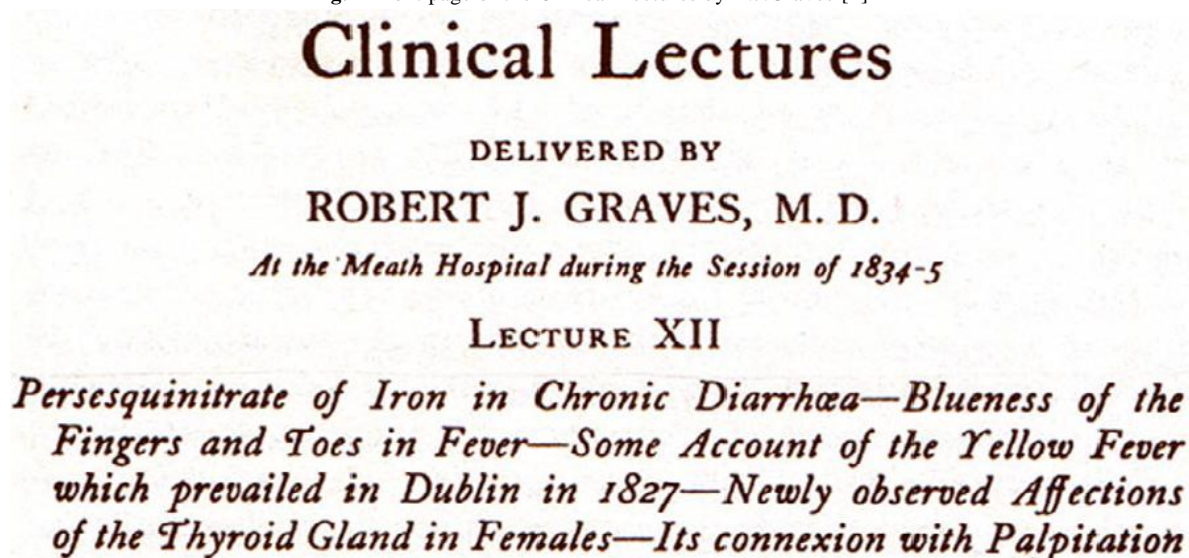 Clinical Lectures
DELIVERED BY
ROBERT J. GRAVES, M. D.
At the Meath Hospital during the Session of 1834-5
LECTURE XII
Persesquinitrate of Iron in Chronic Diarrhœa—Blueness of the
Fingers and Toes in Fever—Some Account of the Yellow Fever
which prevailed in Dublin in 1827—Newly observed Affections
of the Thyroid Gland in Females—Its connexion with Palpitation